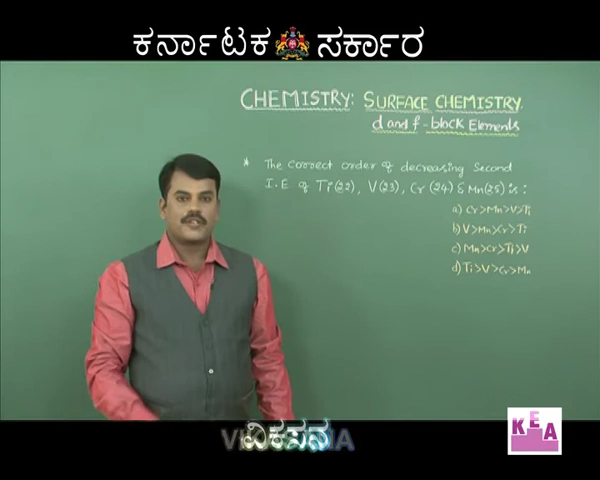 ಕರ್ನಾಟಕ ಸರ್ಕಾರ
CHEMISTRY: SURFACE CHEMISTRY.
d and f - block Elements
* The Correct order of decreasing Second
I.E of Ti(22), V(23), Cr(24) & Mn(25) is:
a) Cr>Mn>V>Ti
b) V>Mn>Cr>Ti
c) Mn>Cr>Ti>V
d) Ti>V>Cr>Mn
ವಿಕಸನ
KEA